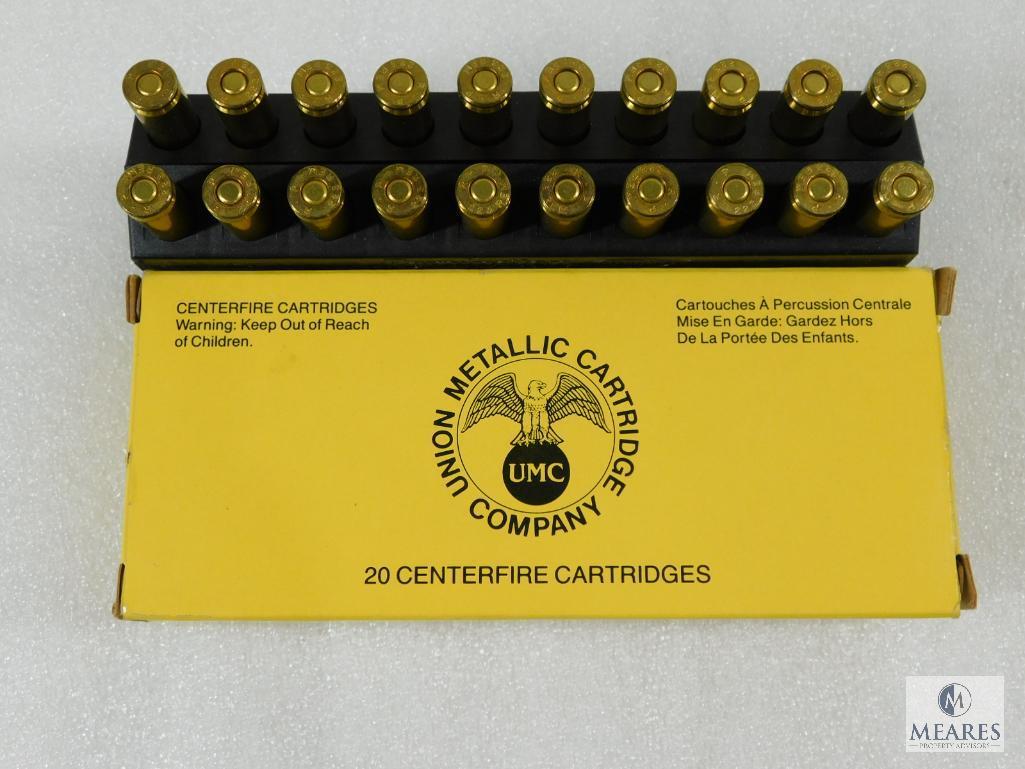 CENTERFIRE CARTRIDGES
Warning: Keep Out of Reach
of Children.
Cartouches À Percussion Centrale
Mise En Garde: Gardez Hors
De La Portée Des Enfants.
UNION METALLIC CARTRIDGE
COMPANY
UMC
20 CENTERFIRE CARTRIDGES
M
MEARES
PROPERTY ADVISORS